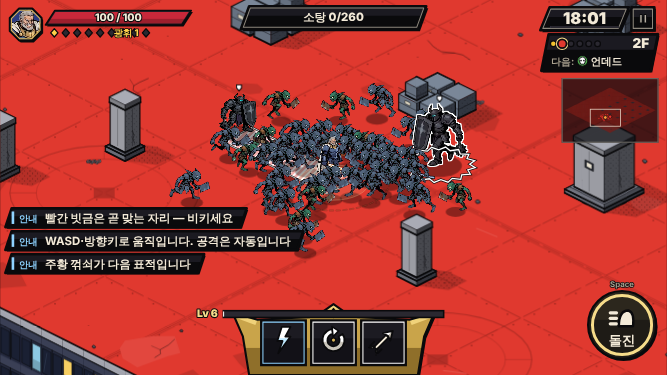 100 / 100
광휘 1
소탕 0/260
18:01
2F
다음: 언데드
안내 빨간 빗금은 곧 맞는 자리 — 비키세요
안내 WASD·방향키로 움직입니다. 공격은 자동입니다
안내 주황 꺾쇠가 다음 표적입니다
Lv 6
Space
돌진